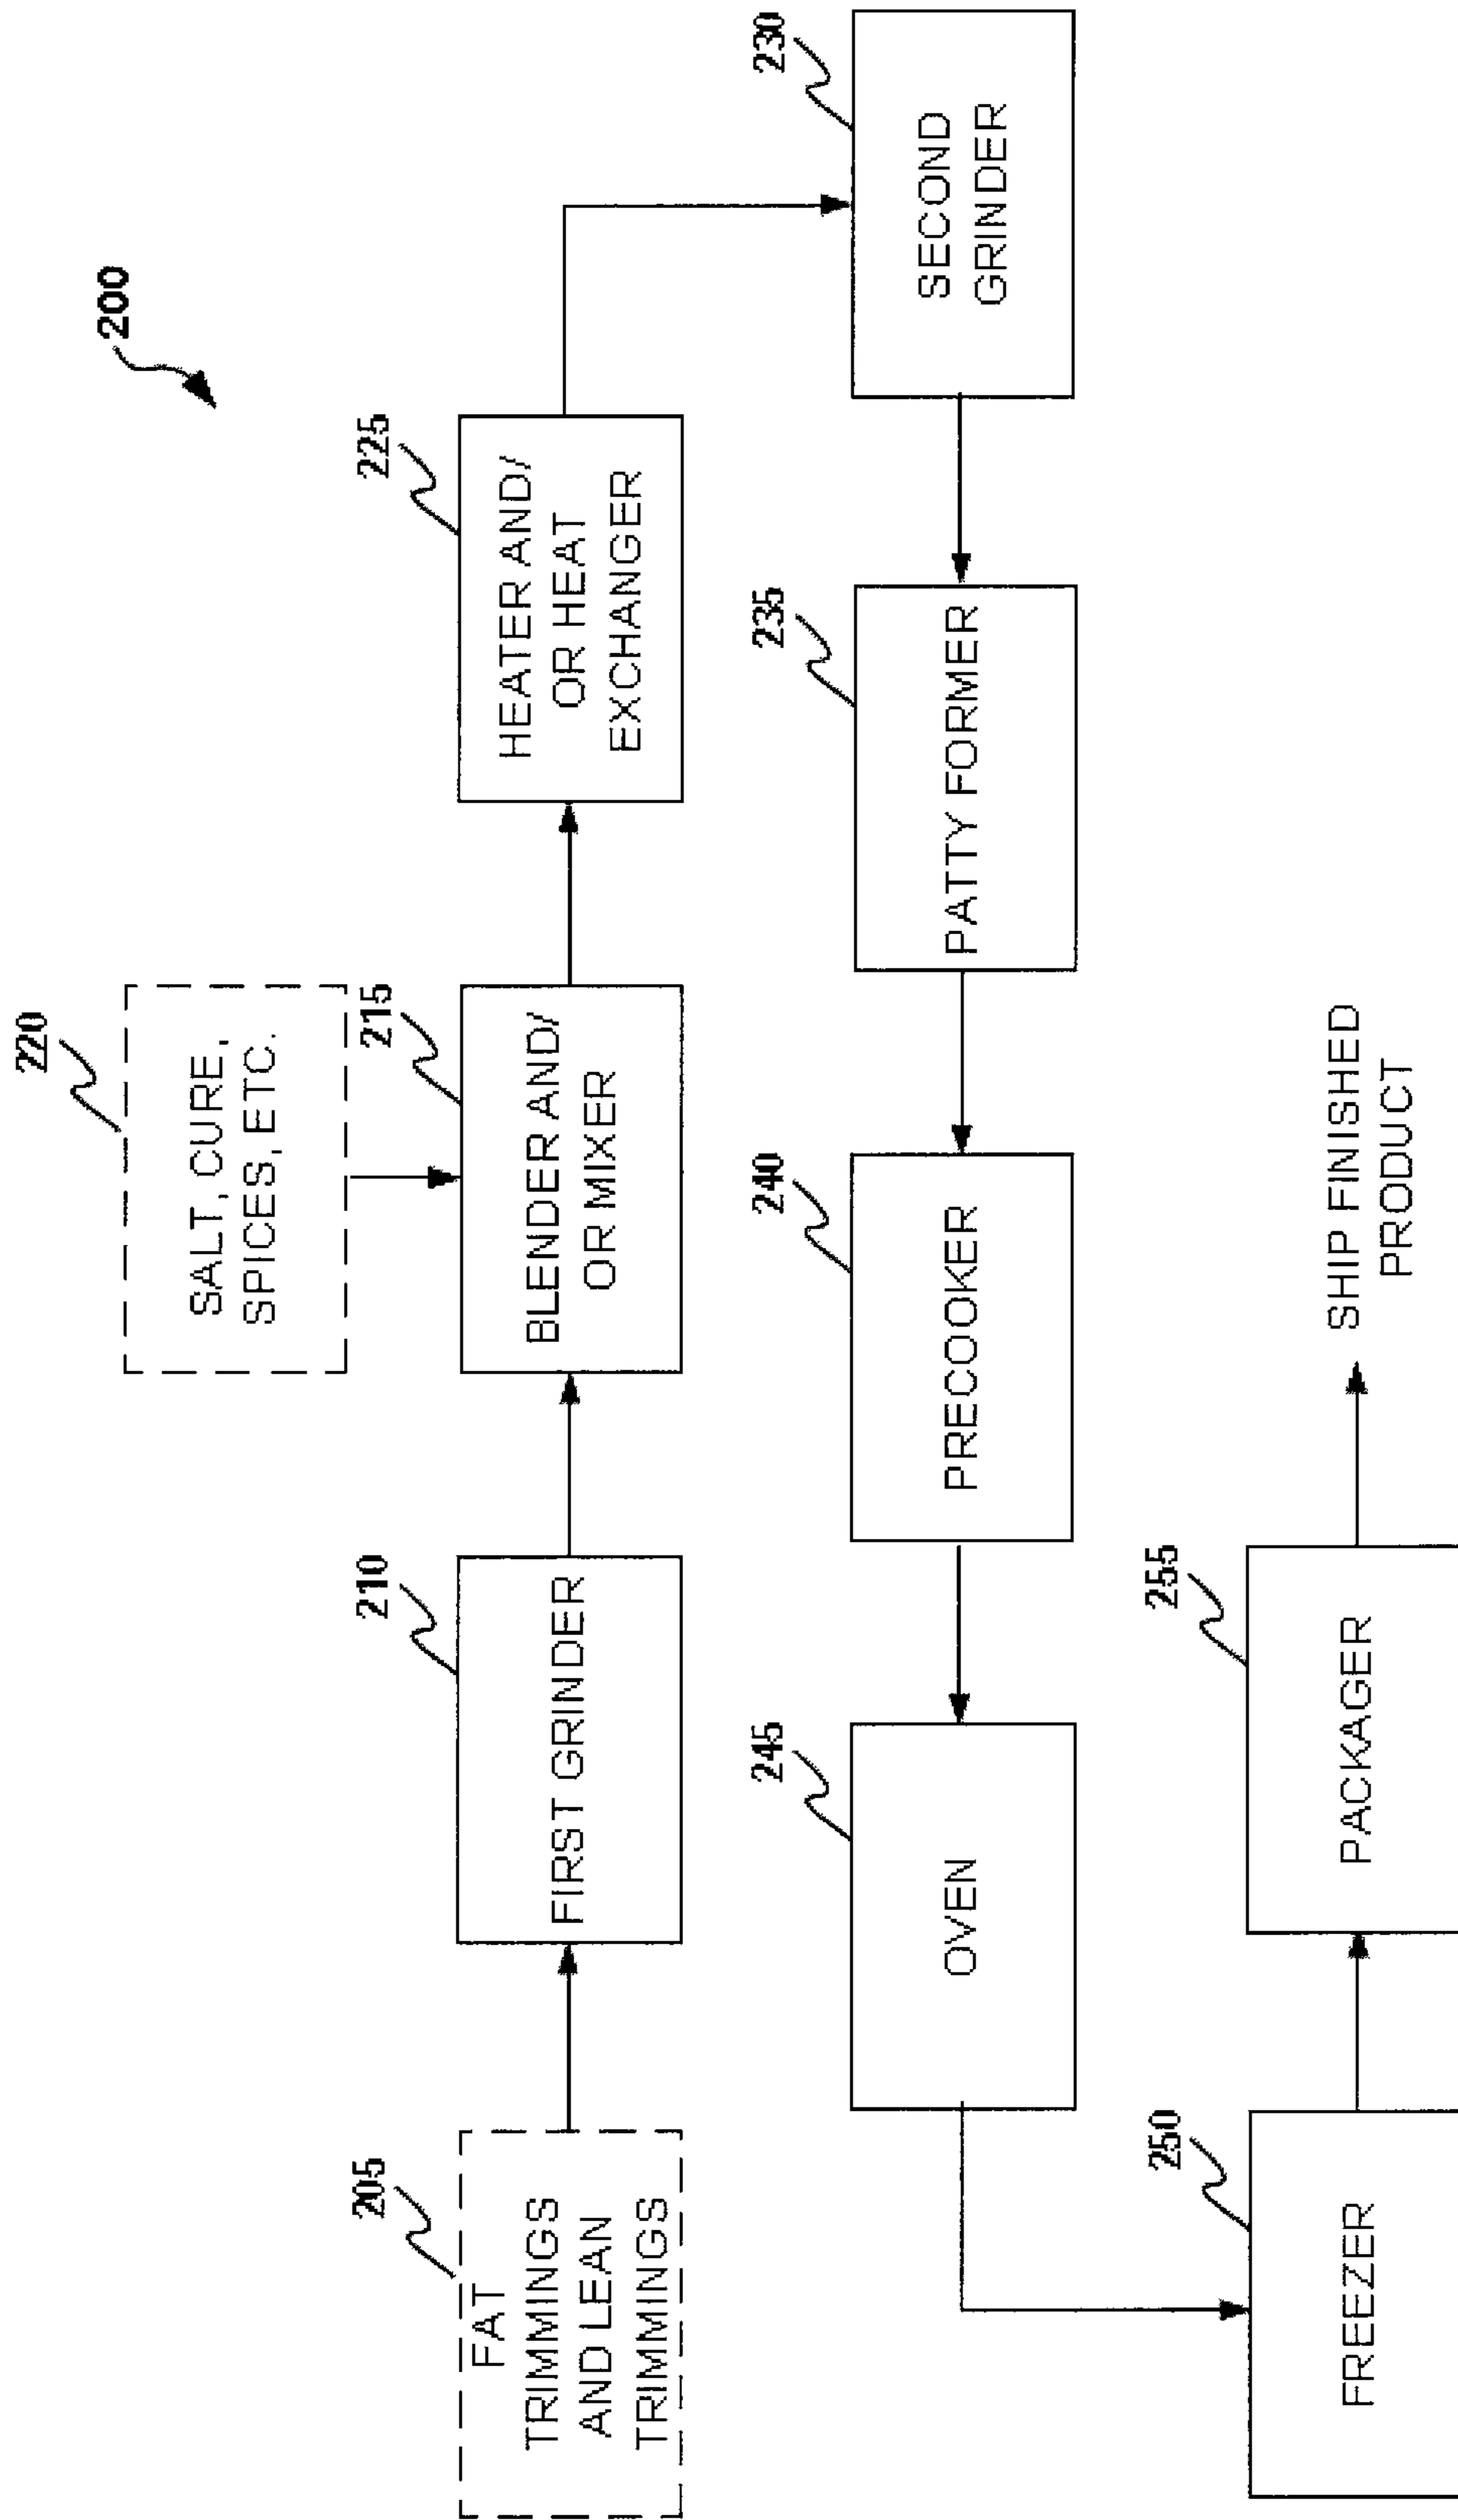 200
220
SALT, CURE,
SPICES, ETC.
205
FAT
TRIMMINGS
AND LEAN
TRIMMINGS
210
FIRST GRINDER
215
BLENDER AND/
OR MIXER
225
HEATER AND/
OR HEAT
EXCHANGER
230
SECOND
GRINDER
235
PATTY FORMER
240
PRECOOKER
245
OVEN
250
FREEZER
255
PACKAGER
SHIP FINISHED
PRODUCT